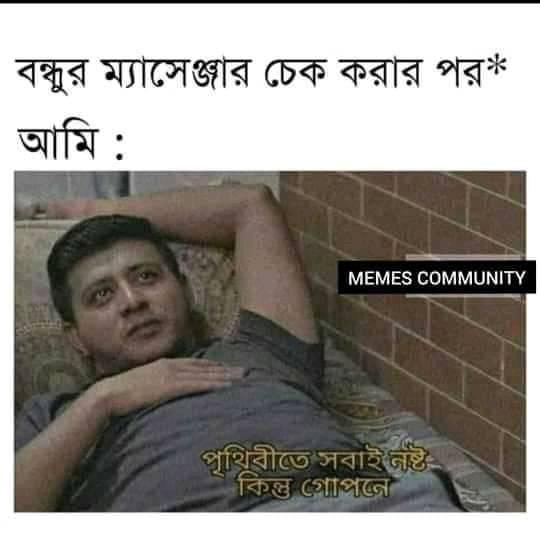 বন্ধুর ম্যাসেঞ্জার চেক করার পর*
আমি :
MEMES COMMUNITY
পৃথিবীতে সবাই নষ্ট
কিন্তু গোপনে